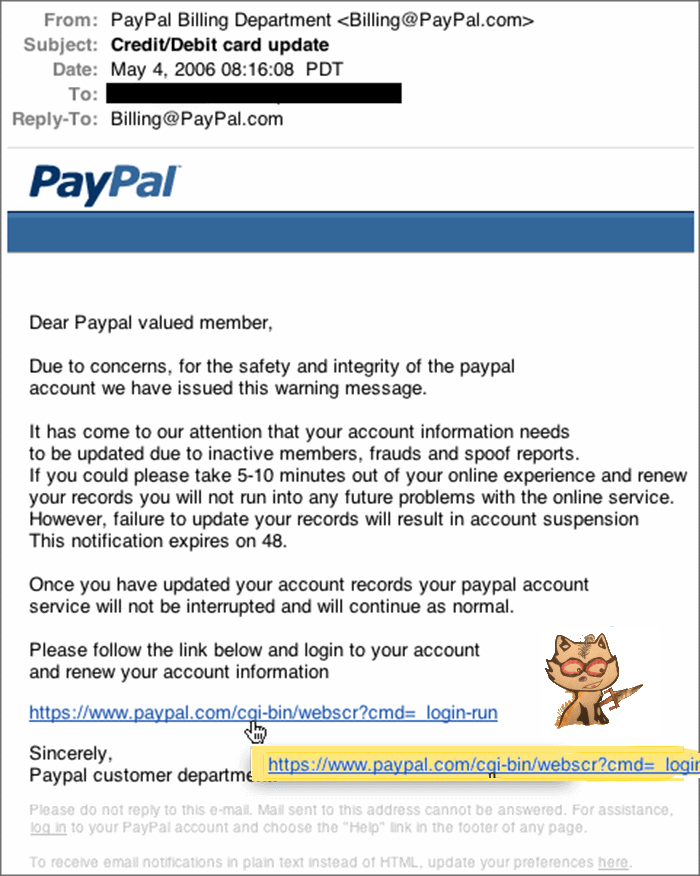 From: PayPal Billing Department <Billing@PayPal.com>
Subject: Credit/Debit card update
Date: May 4, 2006 08:16:08 PDT
To:
Reply-To: Billing@PayPal.com
PayPal
Dear Paypal valued member,
Due to concerns, for the safety and integrity of the paypal
account we have issued this warning message.
It has come to our attention that your account information needs
to be updated due to inactive members, frauds and spoof reports.
If you could please take 5-10 minutes out of your online experience and renew
your records you will not run into any future problems with the online service.
However, failure to update your records will result in account suspension
This notification expires on 48.
Once you have updated your account records your paypal account
service will not be interrupted and will continue as normal.
Please follow the link below and login to your account
and renew your account information
https://www.paypal.com/cgi-bin/webscr?cmd=_login-run
Sincerely,
https://www.paypal.com/cgi-bin/webscr?cmd=_login
Paypal customer departme
Please do not reply to this e-mail. Mail sent to this address cannot be answered. For assistance,
log in to your PayPal account and choose the "Help" link in the footer of any page.
To receive email notifications in plain text instead of HTML, update your preferences here.